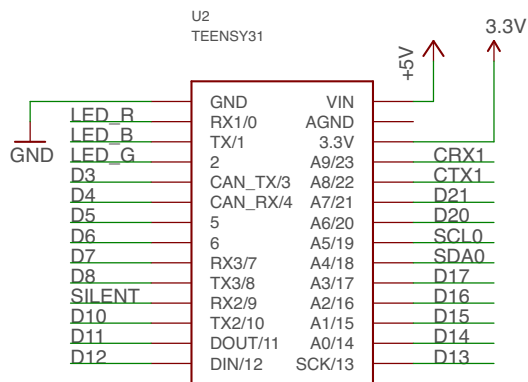 U2
TEENSY31
+5V
3.3V
GND
GND VIN
LED_R RX1/0 AGND
LED_B TX/1 3.3V
LED_G 2 A9/23 CRX1
D3 CAN_TX/3 A8/22 CTX1
D4 CAN_RX/4 A7/21 D21
D5 5 A6/20 D20
D6 6 A5/19 SCL0
D7 RX3/7 A4/18 SDA0
D8 TX3/8 A3/17 D17
SILENT RX2/9 A2/16 D16
D10 TX2/10 A1/15 D15
D11 DOUT/11 A0/14 D14
D12 DIN/12 SCK/13 D13